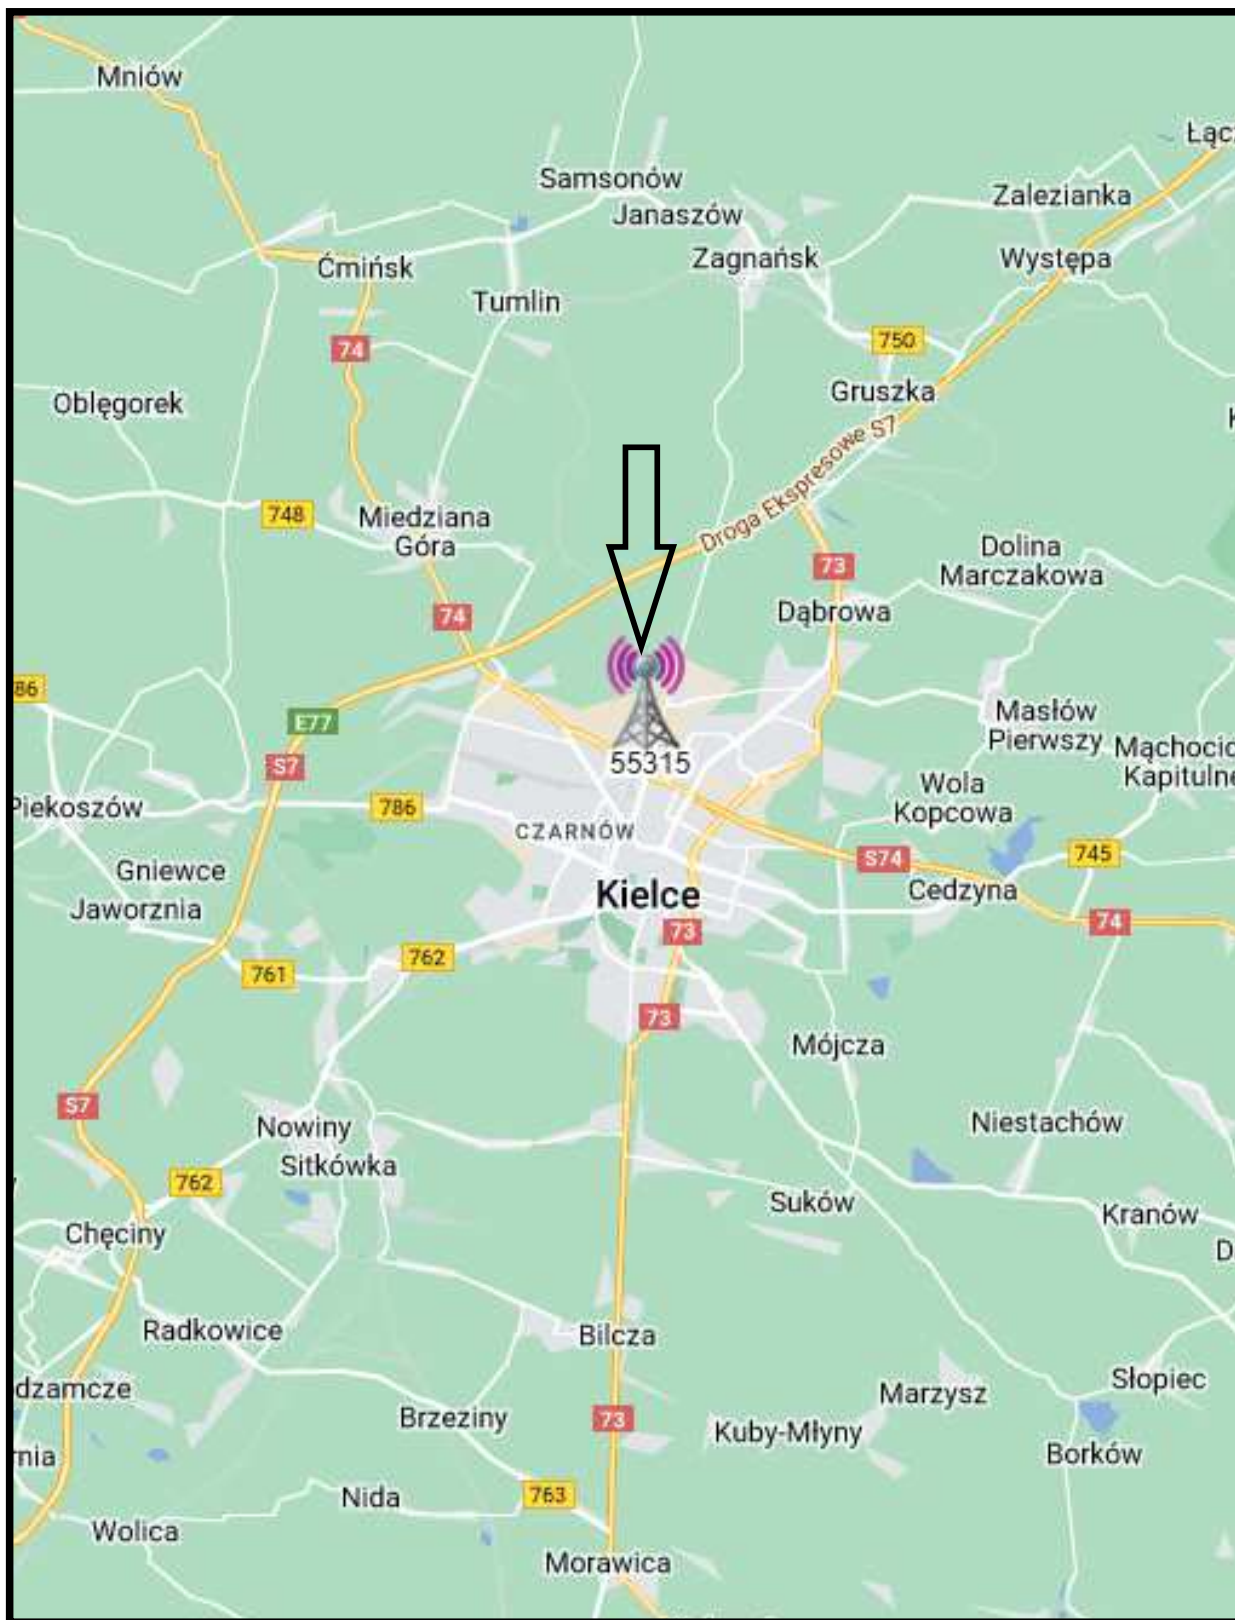 Mniów
Łącz
Samsonów
Zalezianka
Janaszów
Zagnańsk
Występa
Ćmińsk
Tumlin
750
74
Gruszka
Oblęgorek
K
Droga Ekspresowe S7
748
Miedziana
Góra
Dolina
Marczakowa
73
74
Dąbrowa
86
Masłów
Pierwszy
E77
Mąchocic
Kapitulne
S7
55315
Wola
Kopcowa
Piekoszów
786
CZARNÓW
745
S74
Gniewce
Kielce
Cedzyna
Jaworznia
74
73
762
761
73
Mójcza
S7
Nowiny
Niestachów
Sitkówka
762
Suków
Kranów
Chęciny
D
Radkowice
Bilcza
dzamcze
Słopiec
Marzysz
Brzeziny
73
Kuby-Młyny
rnia
Borków
Nida
763
Wolica
Morawica